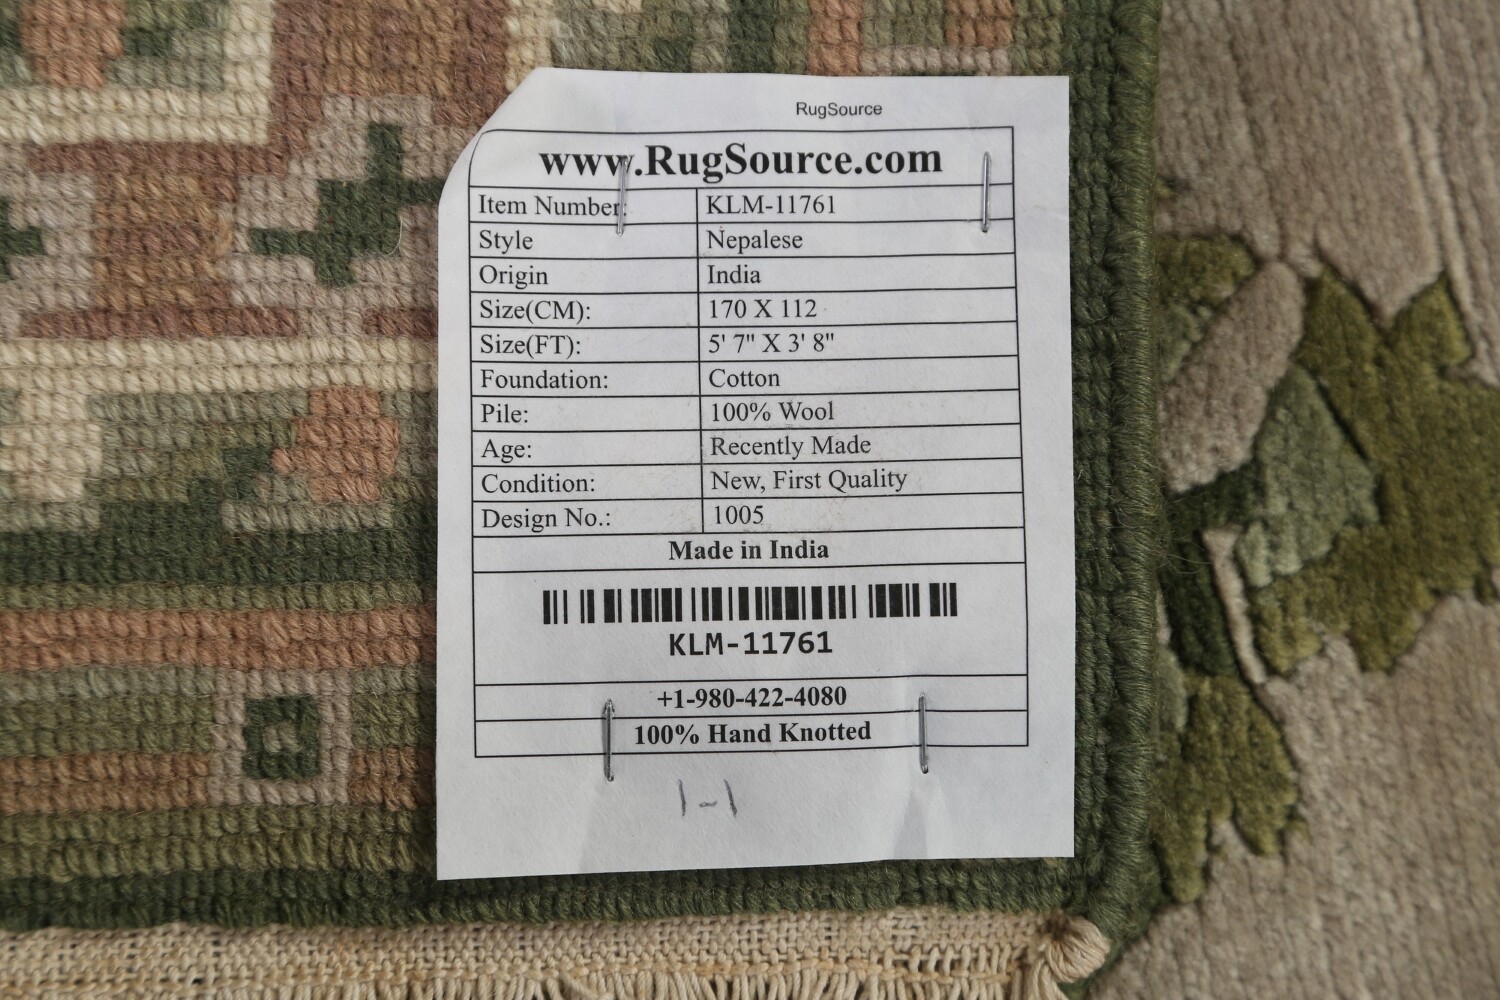 RugSource
www.RugSource.com
Item Number: KLM-11761
Style Nepalese
Origin India
Size(CM): 170 X 112
Size(FT): 5' 7" X 3' 8"
Foundation: Cotton
Pile: 100% Wool
Age: Recently Made
Condition: New, First Quality
Design No.: 1005
Made in India
KLM-11761
+1-980-422-4080
100% Hand Knotted
1-1